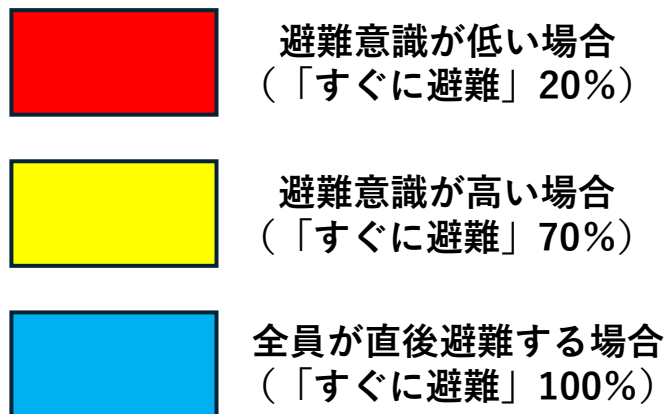 避難意識が低い場合
（「すぐに避難」20%）
避難意識が高い場合
（「すぐに避難」70%）
全員が直後避難する場合
（「すぐに避難」100%）